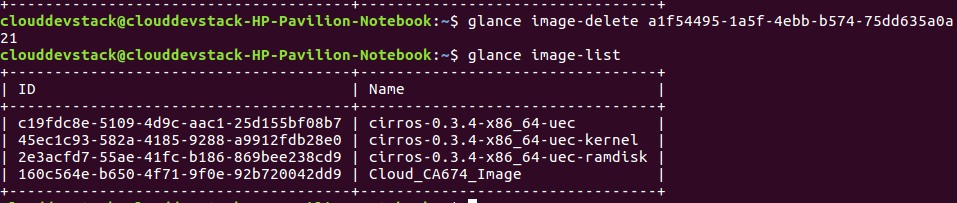 +--------------------------------------+---------------------------------+
clouddevstack@clouddevstack-HP-Pavilion-Notebook:~$ glance image-delete a1f54495-1a5f-4ebb-b574-75dd635a0a
21
clouddevstack@clouddevstack-HP-Pavilion-Notebook:~$ glance image-list
+--------------------------------------+---------------------------------+
| ID                                   | Name                            |
+--------------------------------------+---------------------------------+
| c19fdc8e-5109-4d9c-aac1-25d155bf08b7 | cirros-0.3.4-x86_64-uec         |
| 45ec1c93-582a-4185-9288-a9912fdb28e0 | cirros-0.3.4-x86_64-uec-kernel  |
| 2e3acfd7-55ae-41fc-b186-869bee238cd9 | cirros-0.3.4-x86_64-uec-ramdisk |
| 160c564e-b650-4f71-9f0e-92b720042dd9 | Cloud_CA674_Image               |
+--------------------------------------+---------------------------------+